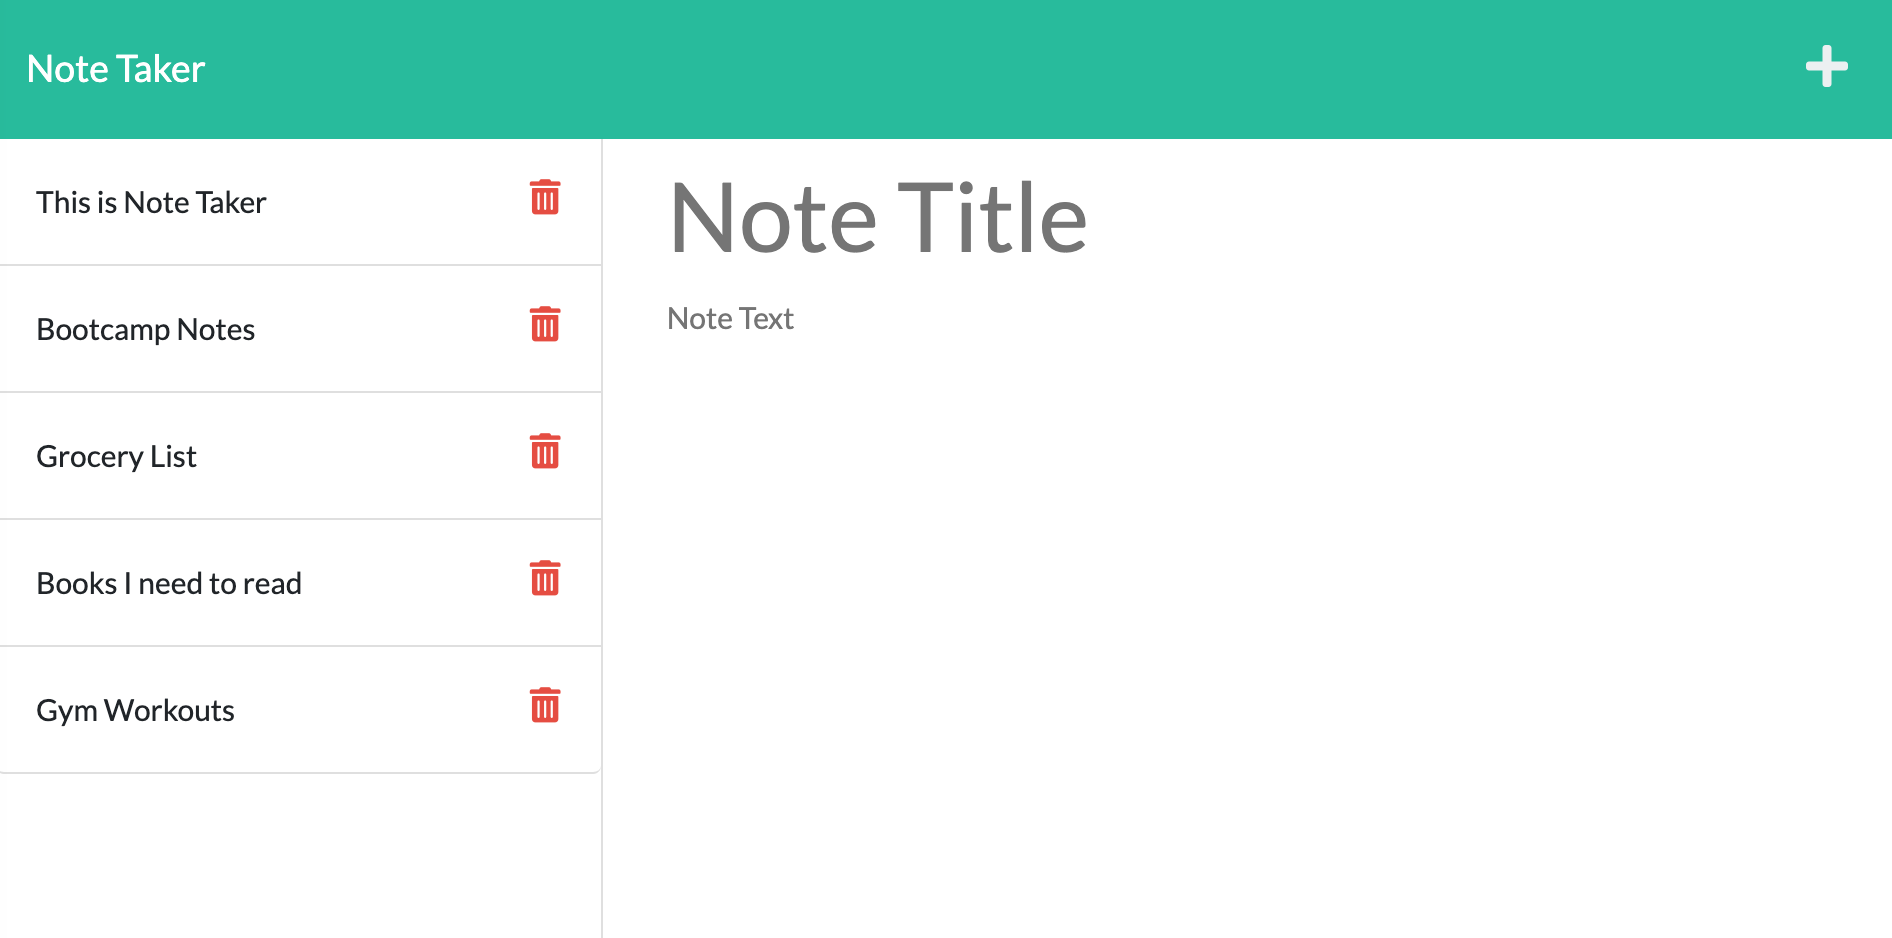 Note Taker
This is Note Taker
Bootcamp Notes
Grocery List
Books I need to read
Gym Workouts
Note Title
Note Text